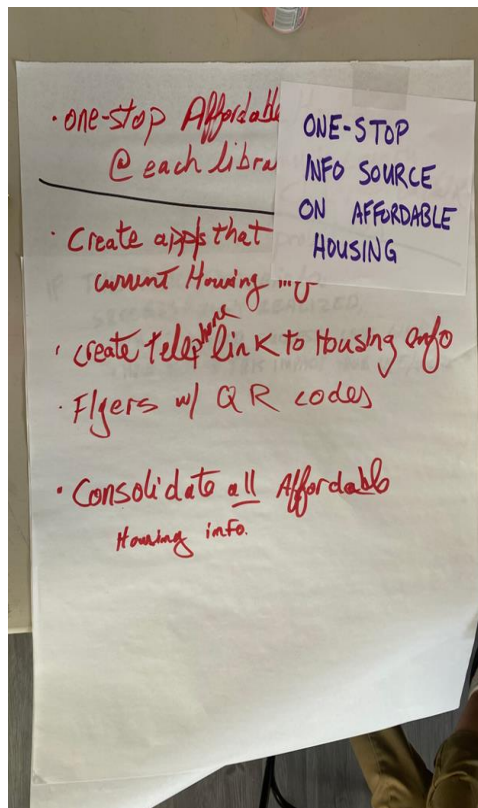 · one-stop Affordable
@ each libra
ONE-STOP
INFO SOURCE
ON AFFORDABLE
HOUSING
· Create apps that
current Housing
· create telephone link to Housing info
· Flyers w/ QR codes
· Consolidate all Affordable
Housing info.